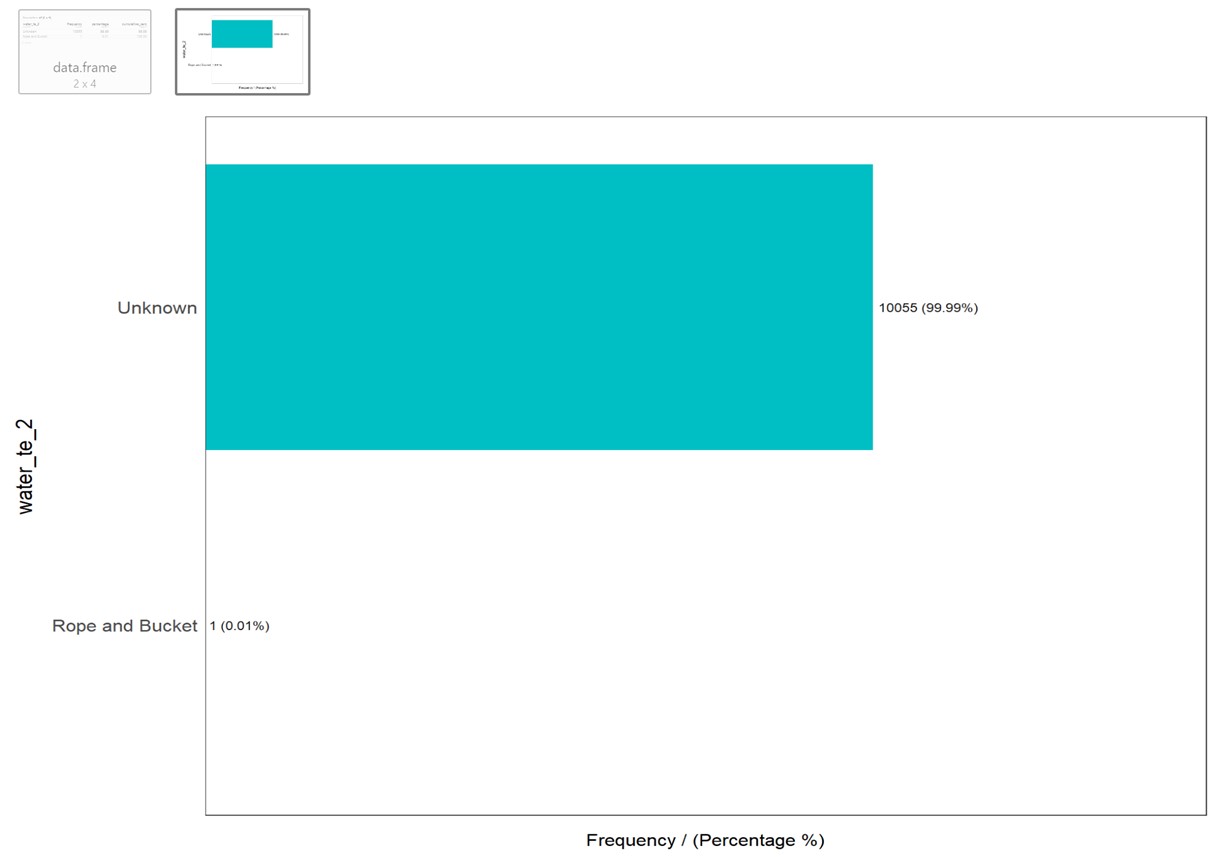 data.frame
2 x 4
Unknown
10055 (99.99%)
water_te_2
Rope and Bucket
1 (0.01%)
Frequency / (Percentage %)